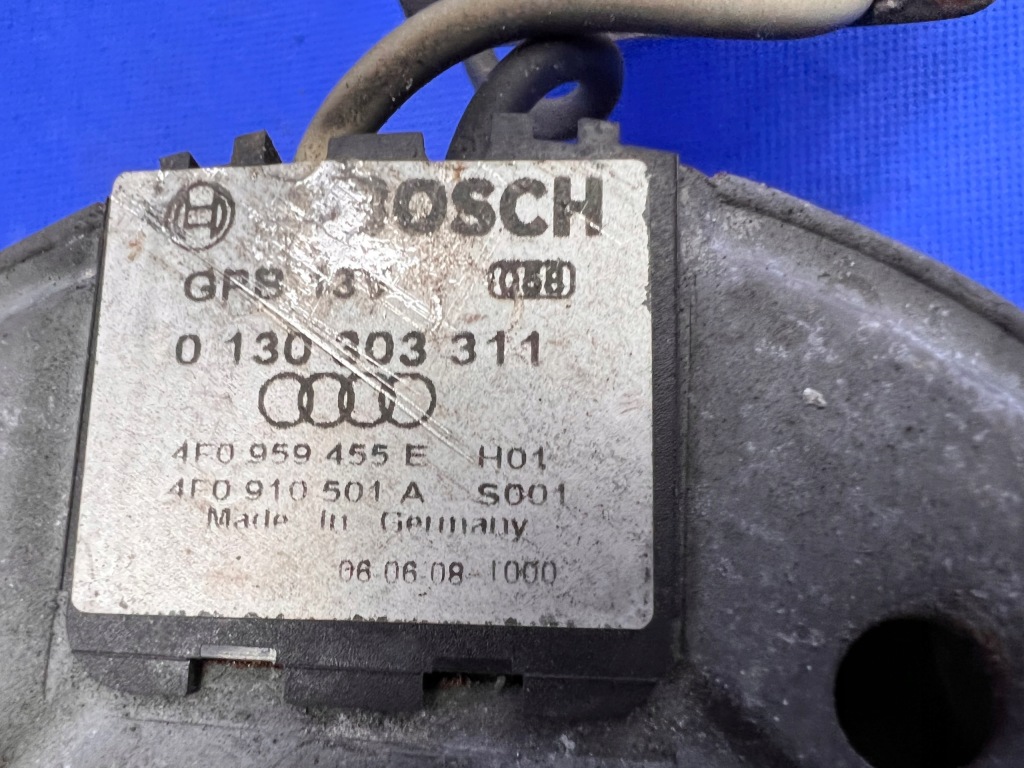 BOSCH
13V
0 130 303 311
4F0 959 455 E H01
4F0 910 501 A S001
Made in Germany
06.06.08 1000